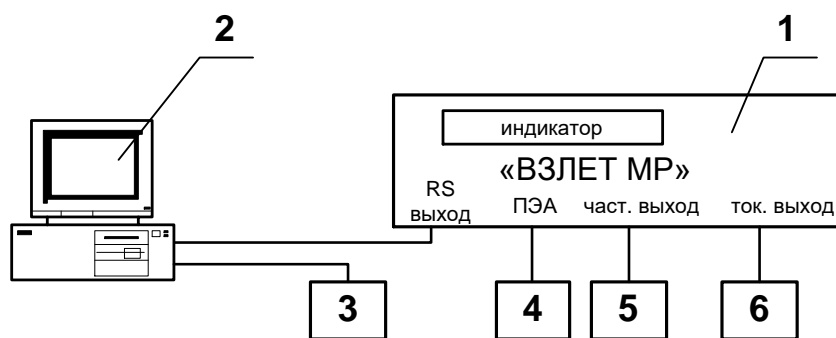 2
1
индикатор
«ВЗЛЕТ МР»
RS
выход
ПЭА
част. выход
ток. выход
3
4
5
6